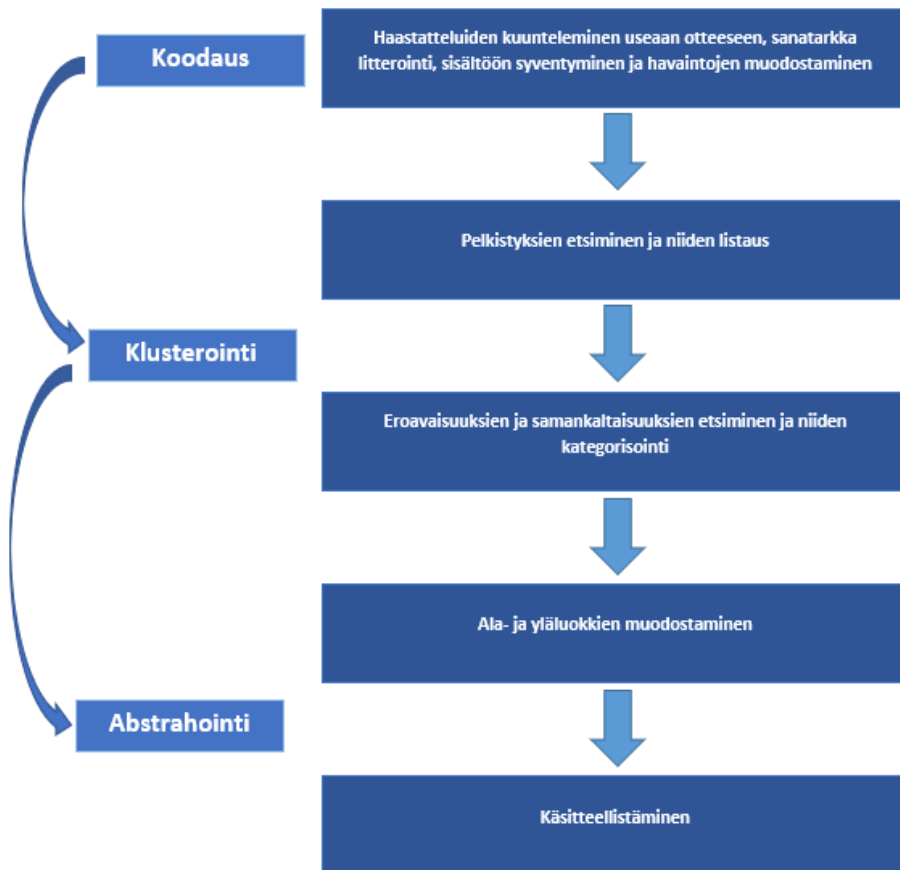 Koodaus
Haastatteluiden kuunteleminen useaan otteeseen, sanatarkka
litterointi, sisältöön syventyminen ja havaintojen muodostaminen
Pelkistyksien etsiminen ja niiden listaus
Klusterointi
Eroavaisuuksien ja samankaltaisuuksien etsiminen ja niiden
kategorisointi
Ala- ja yläluokkien muodostaminen
Abstrahointi
Käsitteellistäminen